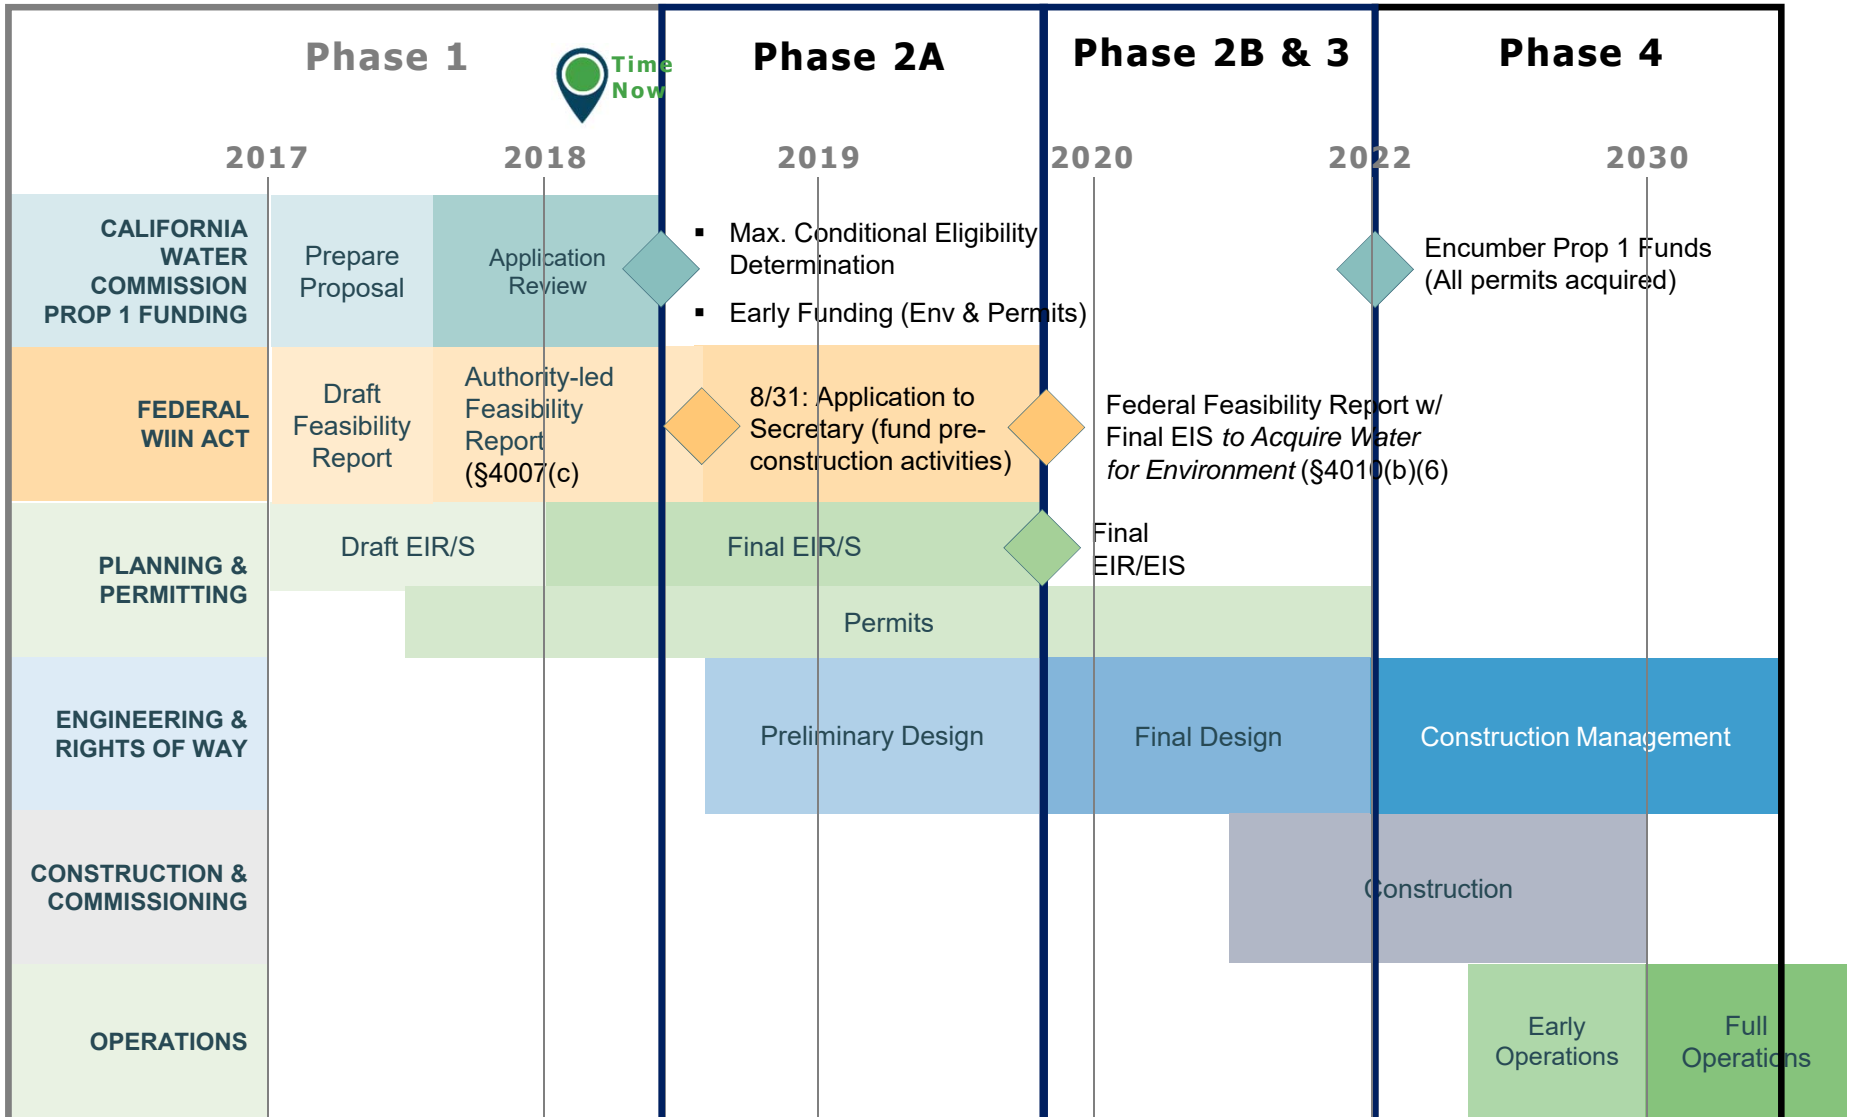 Phase 1
Time
Now
Phase 2A
Phase 2B & 3
Phase 4
2017
2018
2019
2020
2022
2030
CALIFORNIA
WATER
COMMISSION
PROP 1 FUNDING
Prepare
Proposal
Application
Review
▪ Max. Conditional Eligibility
Determination
▪ Early Funding (Env & Permits)
Encumber Prop 1 Funds
(All permits acquired)
FEDERAL
WIIN ACT
Draft
Feasibility
Report
Authority-led
Feasibility
Report
(§4007(c)
8/31: Application to
Secretary (fund pre-
construction activities)
Federal Feasibility Report w/
Final EIS to Acquire Water
for Environment (§4010(b)(6)
PLANNING &
PERMITTING
Draft EIR/S
Final EIR/S
Final
EIR/EIS
Permits
ENGINEERING &
RIGHTS OF WAY
Preliminary Design
Final Design
Construction Management
CONSTRUCTION &
COMMISSIONING
Construction
OPERATIONS
Early
Operations
Full
Operations